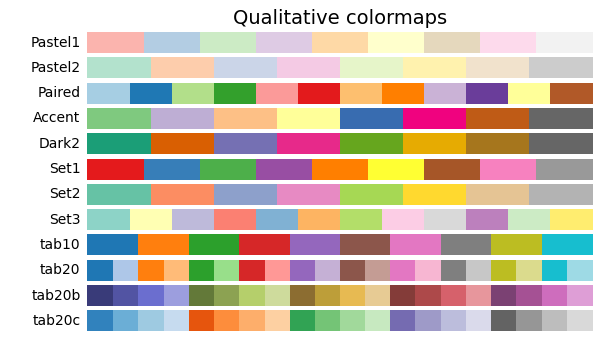 Qualitative colormaps
Pastel1
Pastel2
Paired
Accent
Dark2
Set1
Set2
Set3
tab10
tab20
tab20b
tab20c